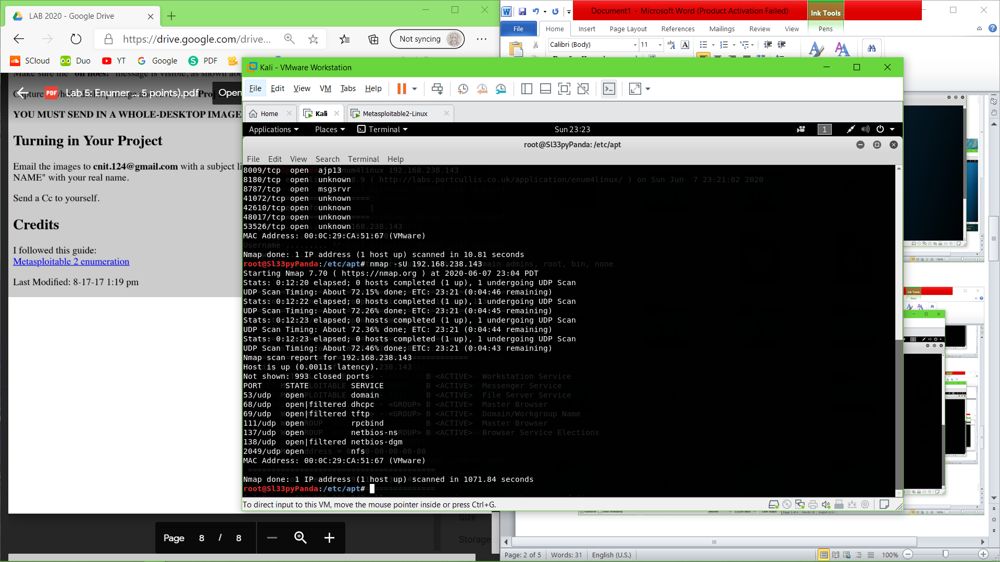 LAB 2020 - Google Drive
https://drive.google.com/drive...
Not syncing
SCloud
Duo
YT
Google
PDF
Lab 5: Enumer ... 5 points).pdf
Open
YOU MUST SEND IN A WHOLE-DESKTOP IMAGE
Turning in Your Project
Email the images to cnit.124@gmail.com with a subject li
NAME" with your real name.
Send a Cc to yourself.
Credits
I followed this guide:
Metasploitable 2 enumeration
Last Modified: 8-17-17 1:19 pm
Page 8 / 8
Size
Storage
Document1 - Microsoft Word (Product Activation Failed)
Ink Tools
File Home Insert Page Layout References Mailings Review View Pens
Calibri (Body) 11
Kali - VMware Workstation
File Edit View VM Tabs Help
Home
Kali
Metasploitable2-Linux
Applications Places Terminal
Sun 23:23
1
root@Sl33pyPanda: /etc/apt
File Edit View Search Terminal Help
8009/tcp open ajp13
8180/tcp open unknown
8787/tcp open msgsrvr
41072/tcp open unknown
42610/tcp open unknown
48017/tcp open unknown
53526/tcp open unknown
MAC Address: 00:0C:29:CA:51:67 (VMware)
Nmap done: 1 IP address (1 host up) scanned in 10.81 seconds
root@Sl33pyPanda:/etc/apt# nmap -sU 192.168.238.143
Starting Nmap 7.70 ( https://nmap.org ) at 2020-06-07 23:04 PDT
Stats: 0:12:20 elapsed; 0 hosts completed (1 up), 1 undergoing UDP Scan
UDP Scan Timing: About 72.15% done; ETC: 23:21 (0:04:46 remaining)
Stats: 0:12:22 elapsed; 0 hosts completed (1 up), 1 undergoing UDP Scan
UDP Scan Timing: About 72.26% done; ETC: 23:21 (0:04:45 remaining)
Stats: 0:12:23 elapsed; 0 hosts completed (1 up), 1 undergoing UDP Scan
UDP Scan Timing: About 72.36% done; ETC: 23:21 (0:04:44 remaining)
Stats: 0:12:23 elapsed; 0 hosts completed (1 up), 1 undergoing UDP Scan
UDP Scan Timing: About 72.46% done; ETC: 23:21 (0:04:43 remaining)
Nmap scan report for 192.168.238.143
Host is up (0.0011s latency).
Not shown: 993 closed ports
PORT STATE SERVICE
53/udp open domain
68/udp open|filtered dhcpc
69/udp open|filtered tftp
111/udp open rpcbind
137/udp open netbios-ns
138/udp open|filtered netbios-dgm
2049/udp open nfs
MAC Address: 00:0C:29:CA:51:67 (VMware)
Nmap done: 1 IP address (1 host up) scanned in 1071.84 seconds
root@Sl33pyPanda:/etc/apt#
To direct input to this VM, move the mouse pointer inside or press Ctrl+G.
Page: 2 of 5
Words: 31
English (U.S.)
100%